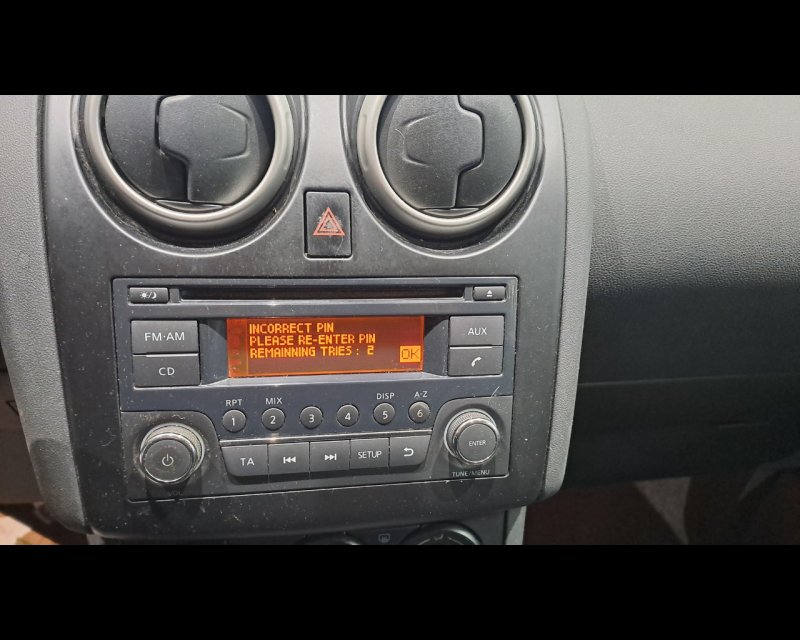 FM·AM
CD
INCORRECT PIN
PLEASE RE-ENTER PIN
REMAINNING TRIES : 2
OK
AUX
RPT
MIX
DISP
A·Z
1
2
3
4
5
6
TA
SETUP
ENTER
VOL
TUNE/MENU